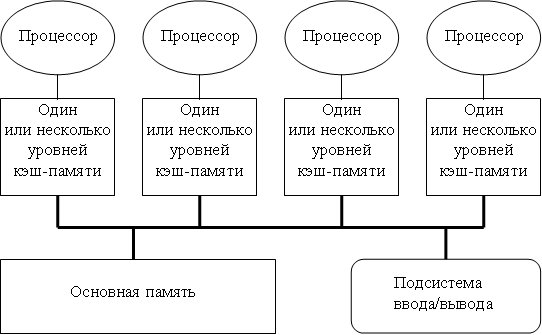 Процессор
Процессор
Процессор
Процессор
Один
или несколько
уровней
кэш-памяти
Один
или несколько
уровней
кэш-памяти
Один
или несколько
уровней
кэш-памяти
Один
или несколько
уровней
кэш-памяти
Основная память
Подсистема
ввода/вывода